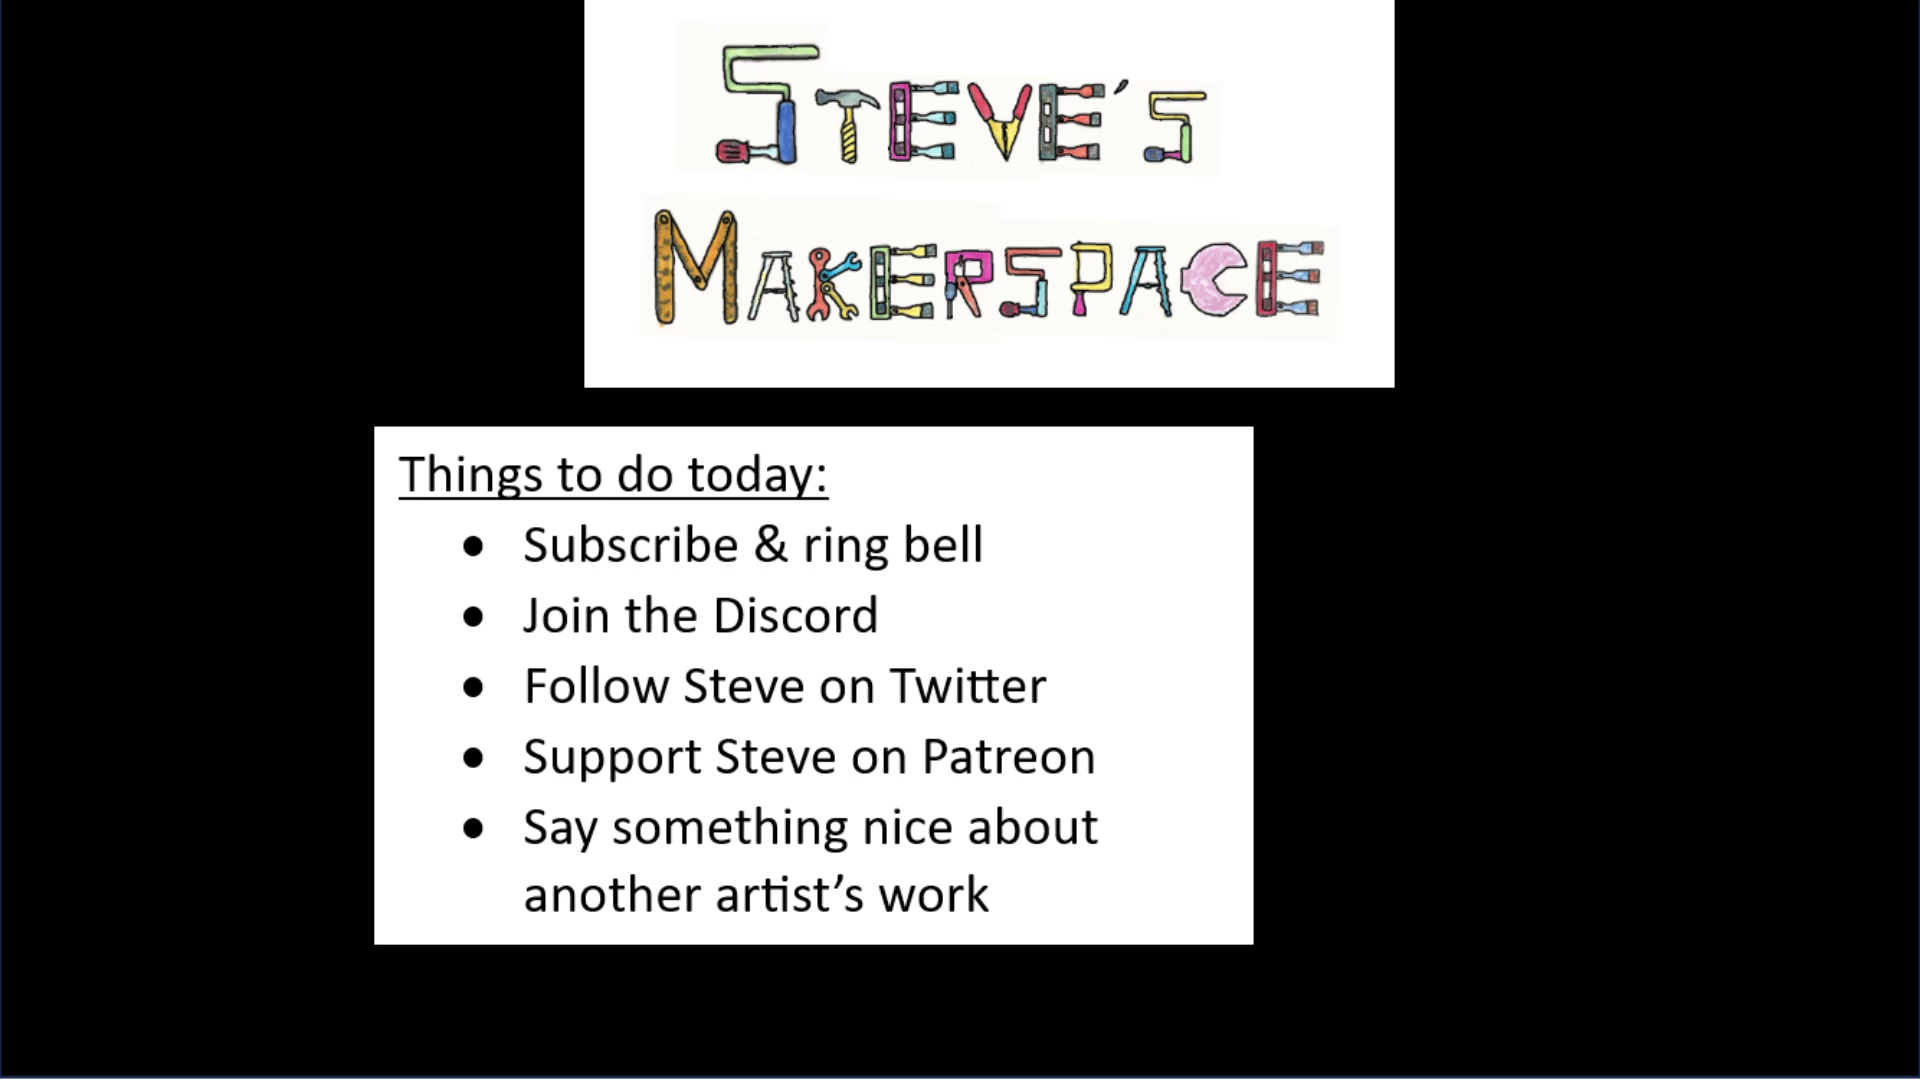 STEVE'S
MAKERSPACE
Things to do today:
• Subscribe & ring bell
• Join the Discord
• Follow Steve on Twitter
• Support Steve on Patreon
• Say something nice about
another artist’s work